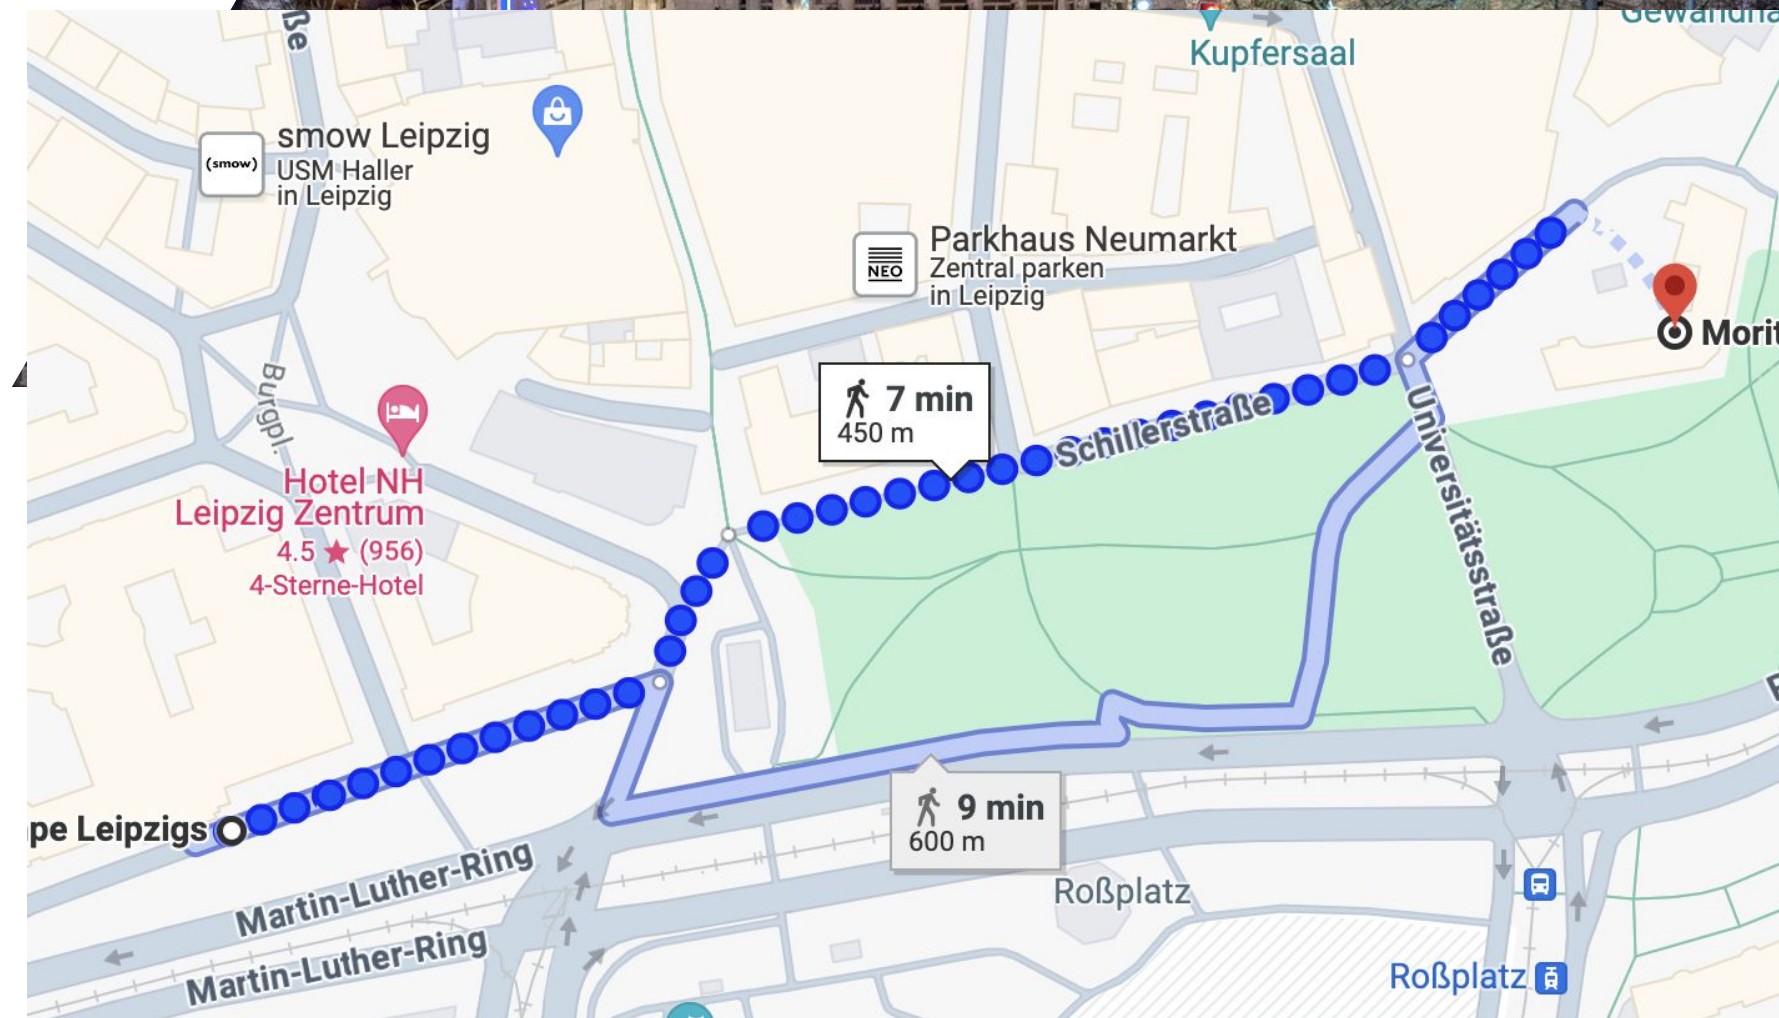 ße
Kupfersaal
smow Leipzig
USM Haller
in Leipzig
(smow)
Parkhaus Neumarkt
Zentral parken
in Leipzig
NEO
Burgpl.
7 min
450 m
Schillerstraße
Universitätsstraße
Morit
Hotel NH
Leipzig Zentrum
4.5 ★ (956)
4-Sterne-Hotel
pe Leipzigs
9 min
600 m
Martin-Luther-Ring
Martin-Luther-Ring
Roßplatz
Roßplatz